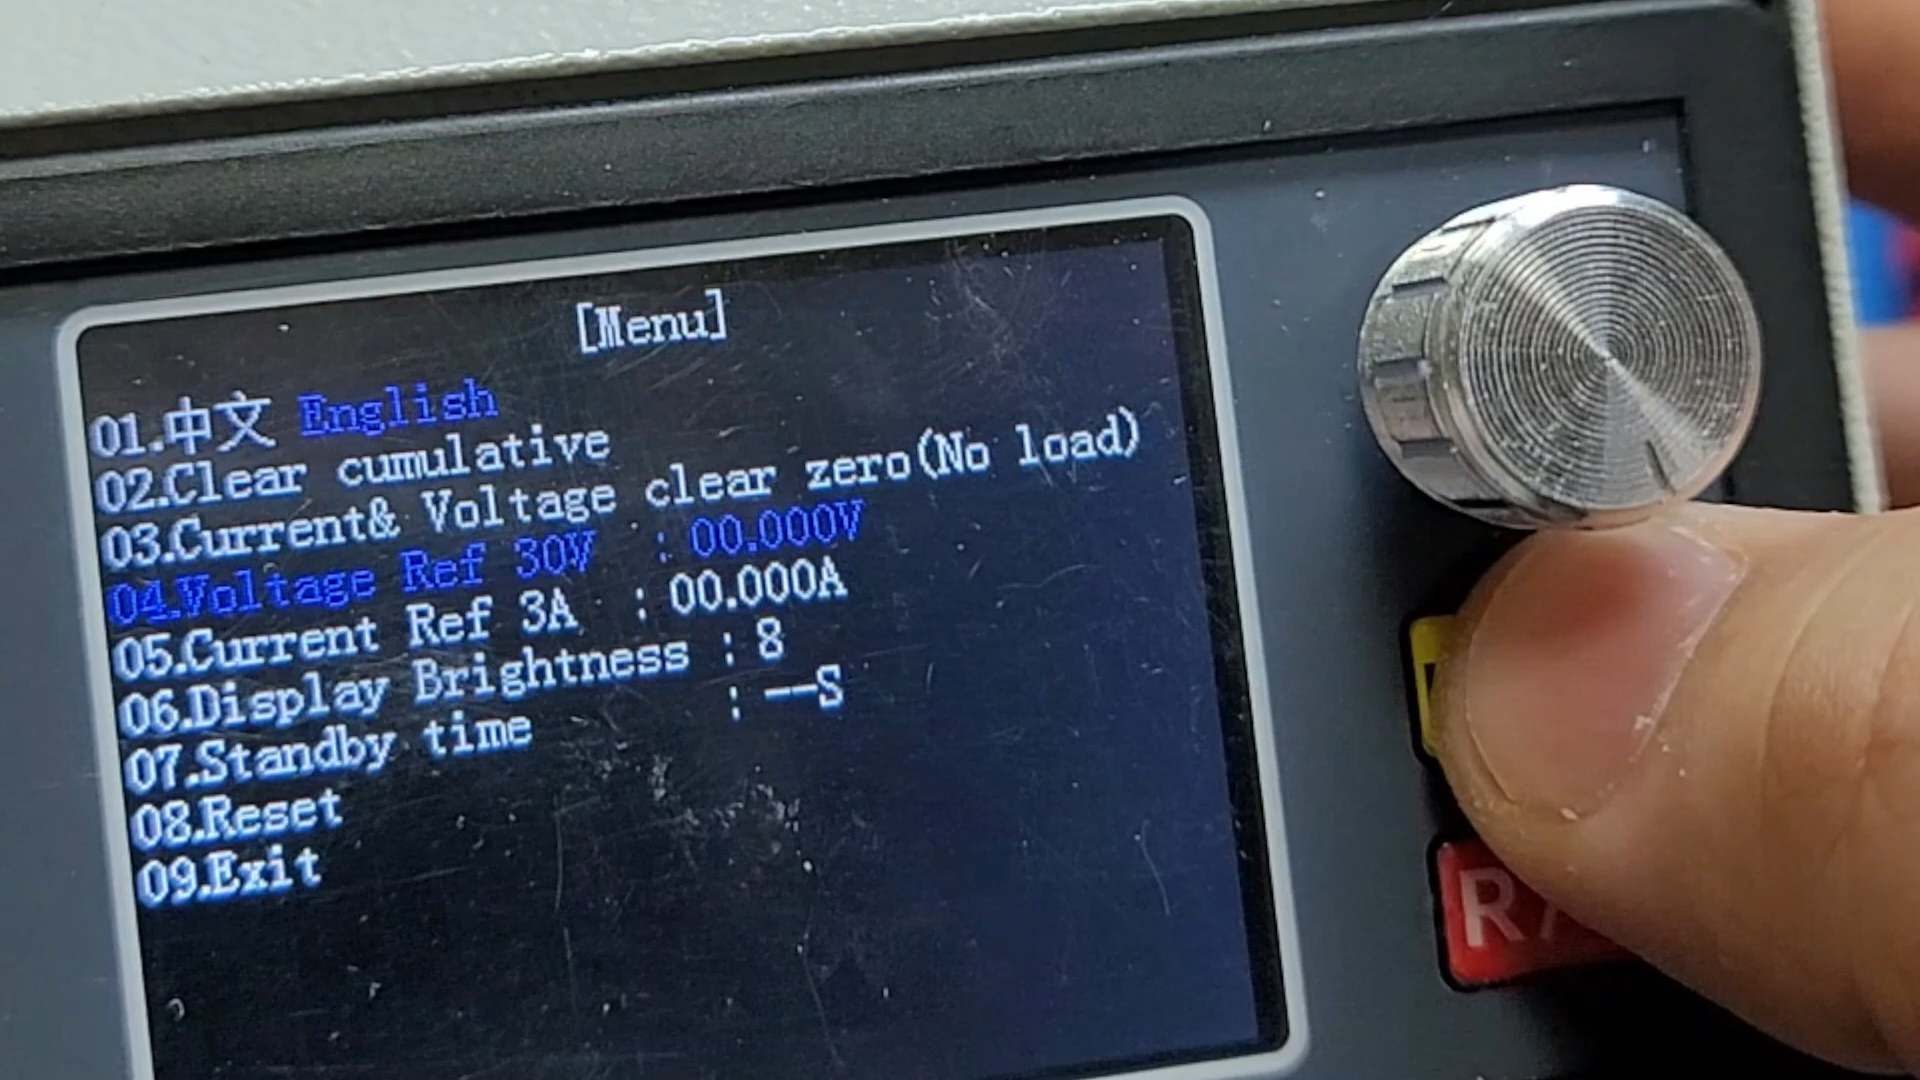 [Menu]
01.中文 English
02.Clear cumulative
03.Current& Voltage clear zero(No load)
04.Voltage Ref 30V : 00.000V
05.Current Ref 3A : 00.000A
06.Display Brightness : 8
07.Standby time : --S
08.Reset
09.Exit